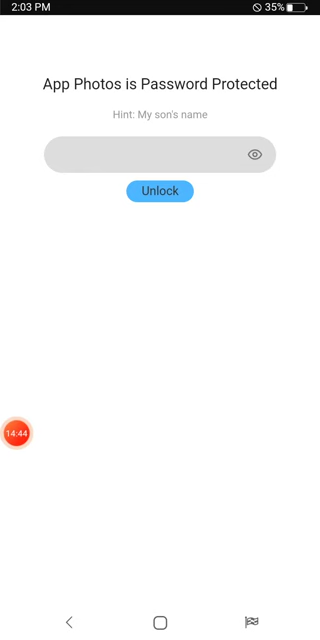 2:03 PM 35%
App Photos is Password Protected
Hint: My son's name
Unlock
14:44